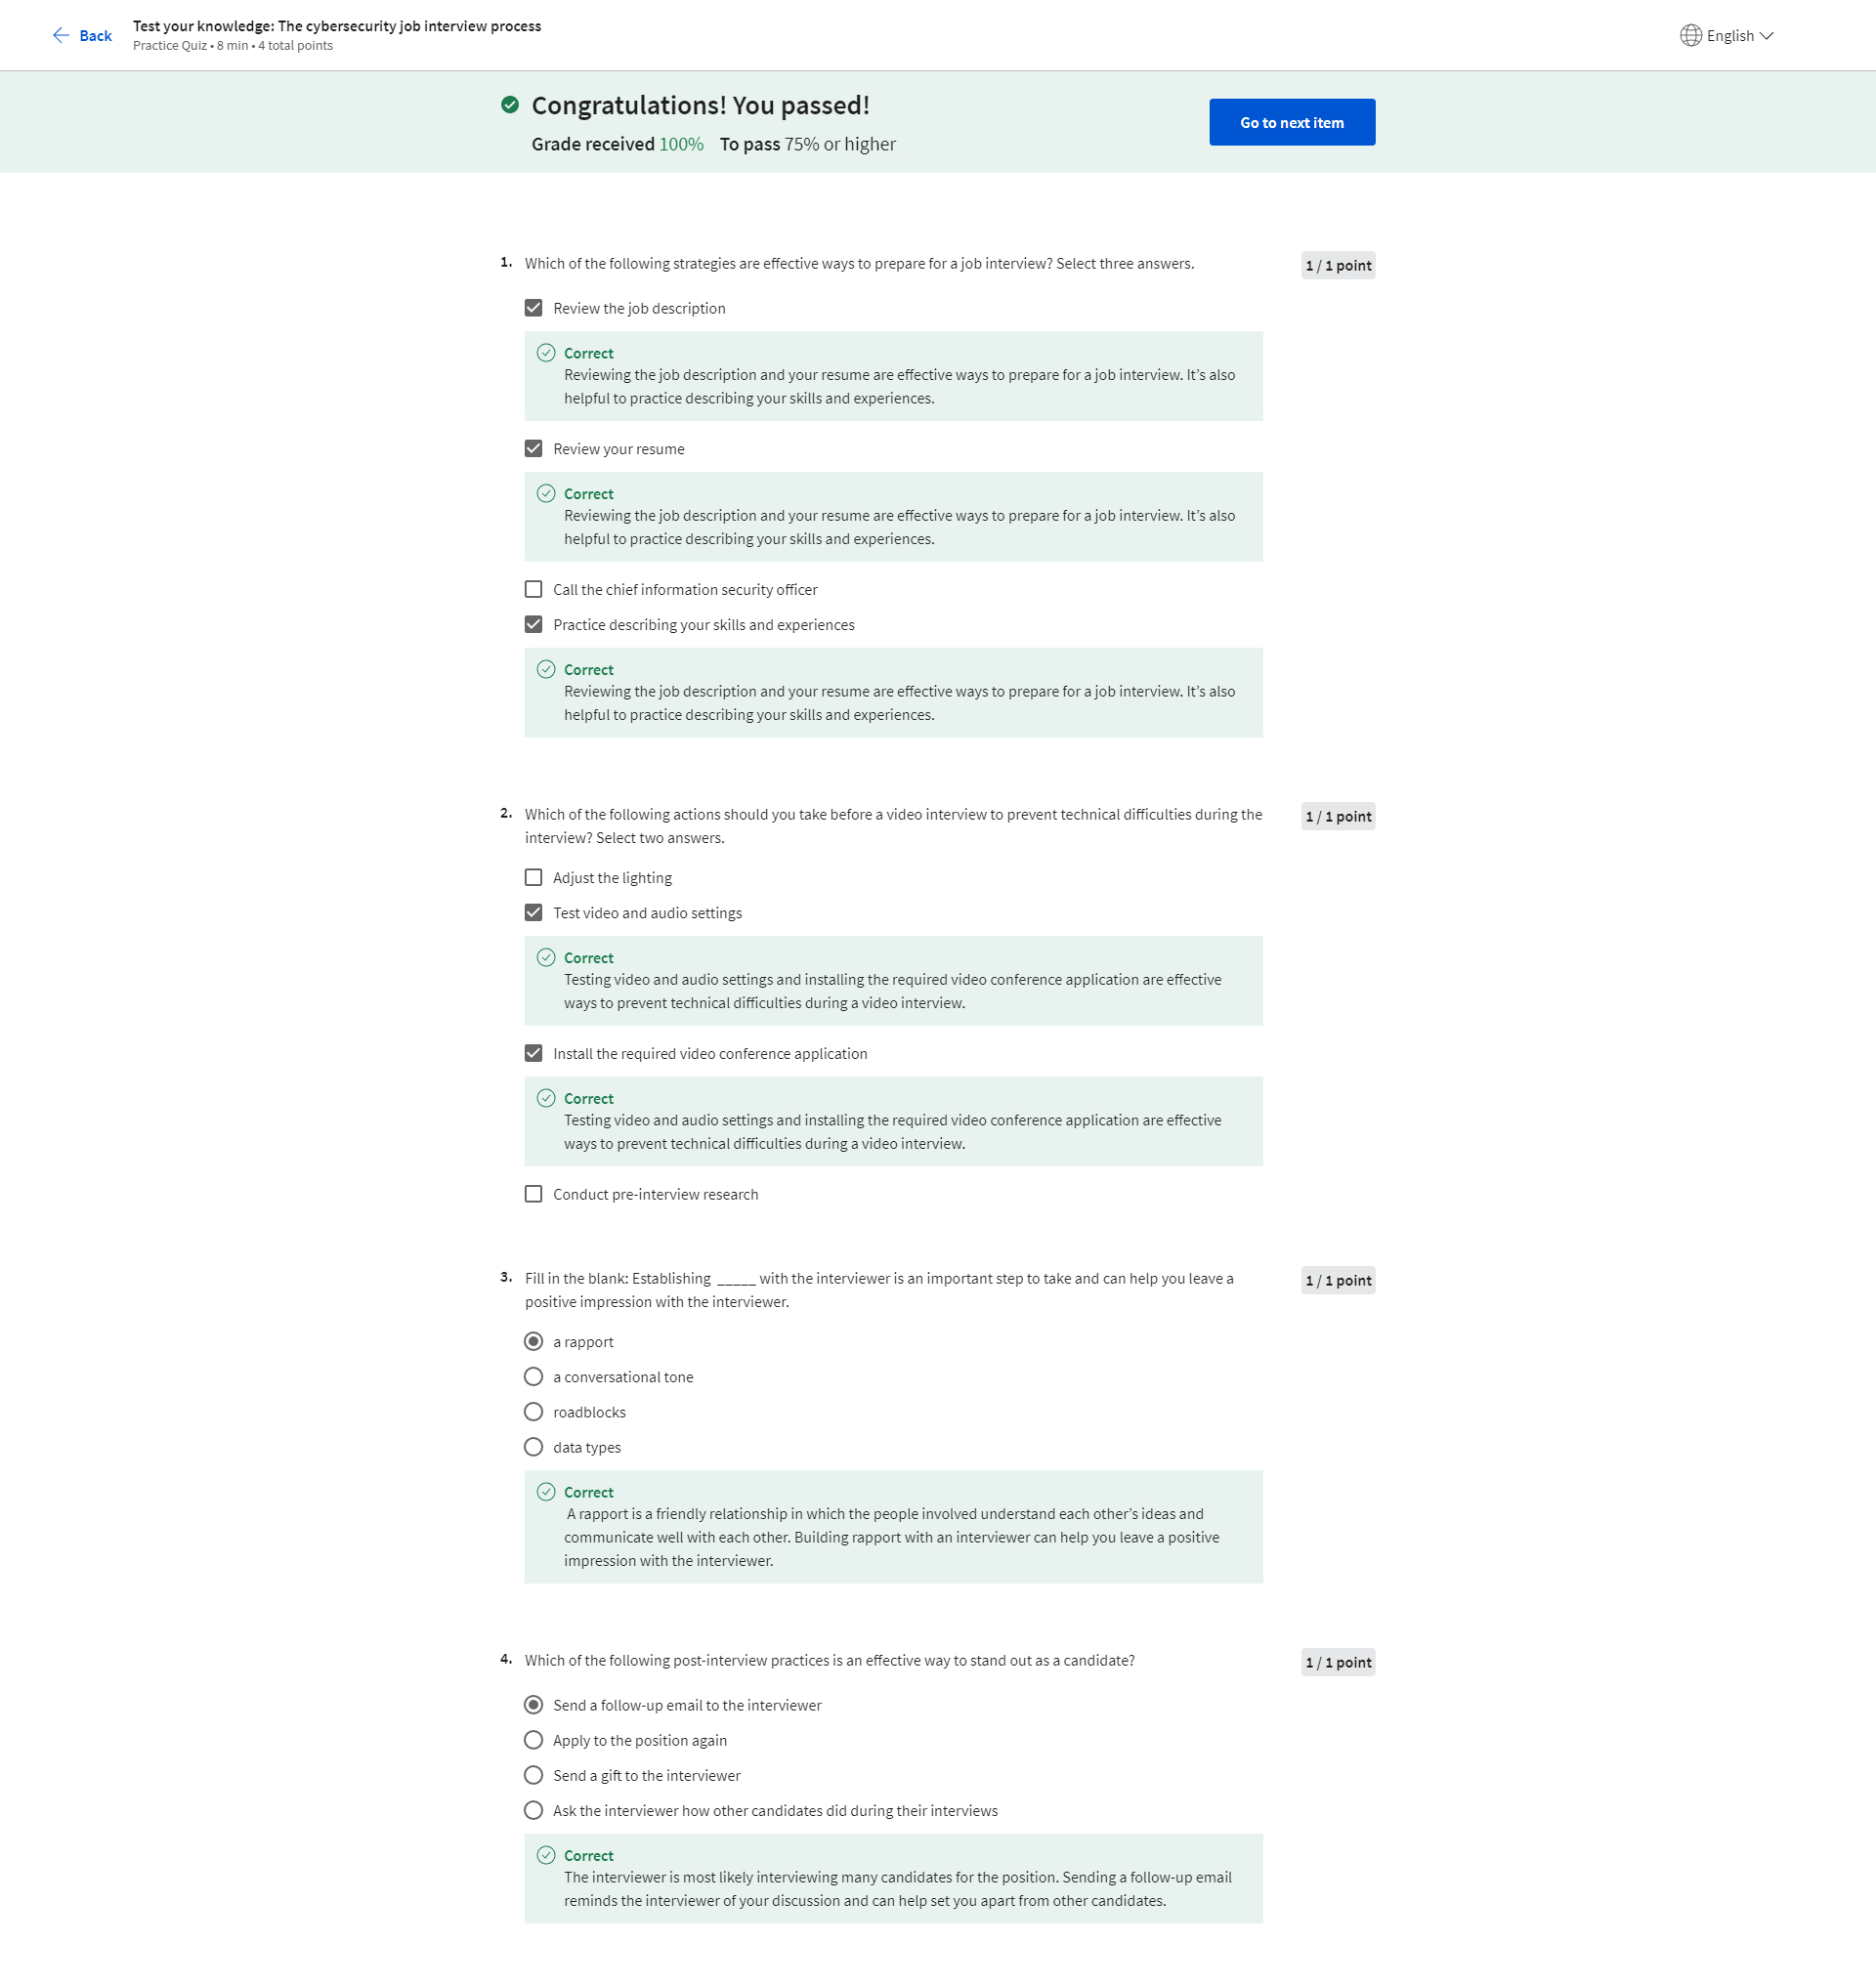 Back
Test your knowledge: The cybersecurity job interview process
Practice Quiz • 8 min • 4 total points
English
Congratulations! You passed!
Grade received 100% To pass 75% or higher
Go to next item
1. Which of the following strategies are effective ways to prepare for a job interview? Select three answers.
1 / 1 point
Review the job description
Correct
Reviewing the job description and your resume are effective ways to prepare for a job interview. It’s also
helpful to practice describing your skills and experiences.
Review your resume
Correct
Reviewing the job description and your resume are effective ways to prepare for a job interview. It’s also
helpful to practice describing your skills and experiences.
Call the chief information security officer
Practice describing your skills and experiences
Correct
Reviewing the job description and your resume are effective ways to prepare for a job interview. It’s also
helpful to practice describing your skills and experiences.
2. Which of the following actions should you take before a video interview to prevent technical difficulties during the
interview? Select two answers.
1 / 1 point
Adjust the lighting
Test video and audio settings
Correct
Testing video and audio settings and installing the required video conference application are effective
ways to prevent technical difficulties during a video interview.
Install the required video conference application
Correct
Testing video and audio settings and installing the required video conference application are effective
ways to prevent technical difficulties during a video interview.
Conduct pre-interview research
3. Fill in the blank: Establishing _____ with the interviewer is an important step to take and can help you leave a
positive impression with the interviewer.
1 / 1 point
a rapport
a conversational tone
roadblocks
data types
Correct
A rapport is a friendly relationship in which the people involved understand each other’s ideas and
communicate well with each other. Building rapport with an interviewer can help you leave a positive
impression with the interviewer.
4. Which of the following post-interview practices is an effective way to stand out as a candidate?
1 / 1 point
Send a follow-up email to the interviewer
Apply to the position again
Send a gift to the interviewer
Ask the interviewer how other candidates did during their interviews
Correct
The interviewer is most likely interviewing many candidates for the position. Sending a follow-up email
reminds the interviewer of your discussion and can help set you apart from other candidates.